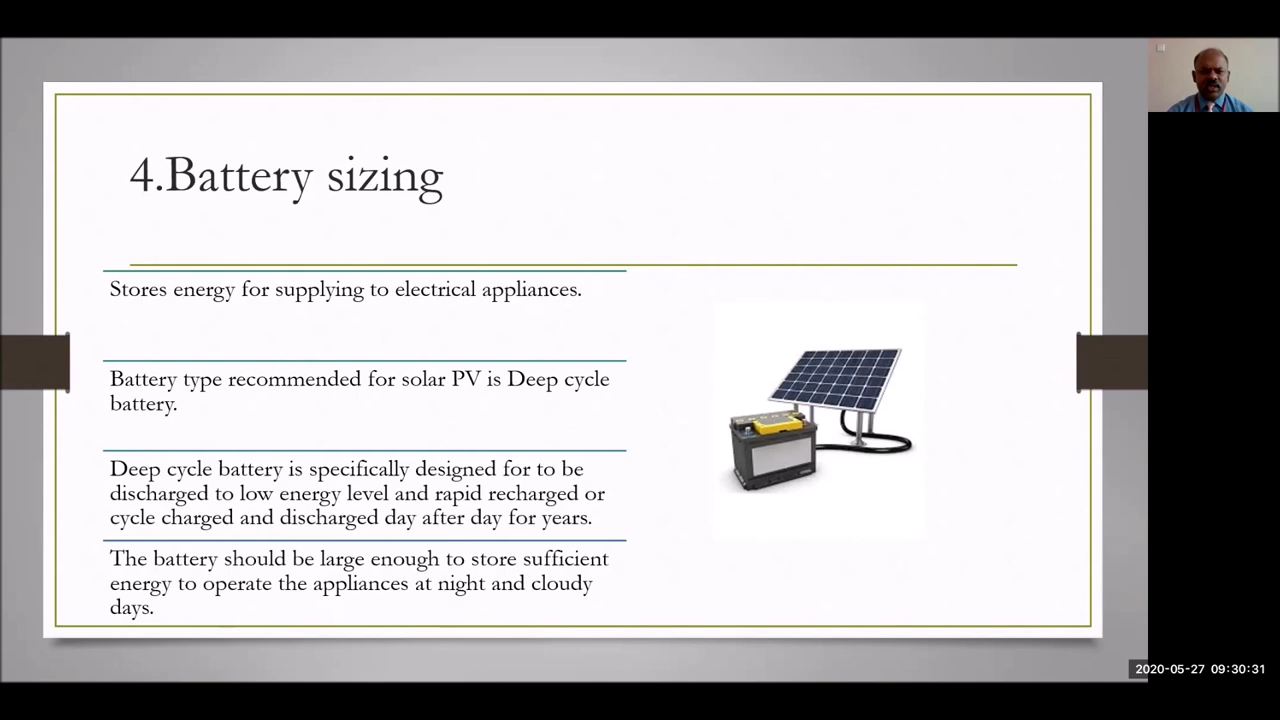 4.Battery sizing
Stores energy for supplying to electrical appliances.
Battery type recommended for solar PV is Deep cycle
battery.
Deep cycle battery is specifically designed for to be
discharged to low energy level and rapid recharged or
cycle charged and discharged day after day for years.
The battery should be large enough to store sufficient
energy to operate the appliances at night and cloudy
days.
2020-05-27 09:30:31